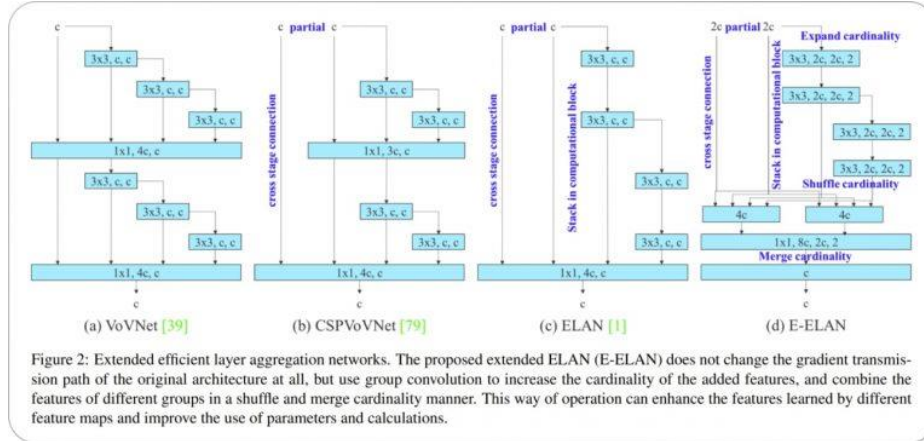 c
3x3, c, c
3x3, c, c
3x3, c, c
1x1, 4c, c
3x3, c, c
3x3, c, c
3x3, c, c
1x1, 4c, c
c
(a) VoVNet [39]
c partial c
cross stage connection
3x3, c, c
3x3, c, c
1x1, 3c, c
3x3, c, c
3x3, c, c
1x1, 4c, c
c
(b) CSPVoVNet [79]
c partial c
cross stage connection
Stack in computational block
3x3, c, c
3x3, c, c
3x3, c, c
3x3, c, c
1x1, 4c, c
c
(c) ELAN [1]
2c partial 2c
Expand cardinality
cross stage connection
Stack in computational block
3x3, 2c, 2c, 2
3x3, 2c, 2c, 2
3x3, 2c, 2c, 2
3x3, 2c, 2c, 2
Shuffle cardinality
4c
4c
1x1, 8c, 2c, 2
Merge cardinality
c
c
(d) E-ELAN
Figure 2: Extended efficient layer aggregation networks. The proposed extended ELAN (E-ELAN) does not change the gradient transmis-
sion path of the original architecture at all, but use group convolution to increase the cardinality of the added features, and combine the
features of different groups in a shuffle and merge cardinality manner. This way of operation can enhance the features learned by different
feature maps and improve the use of parameters and calculations.